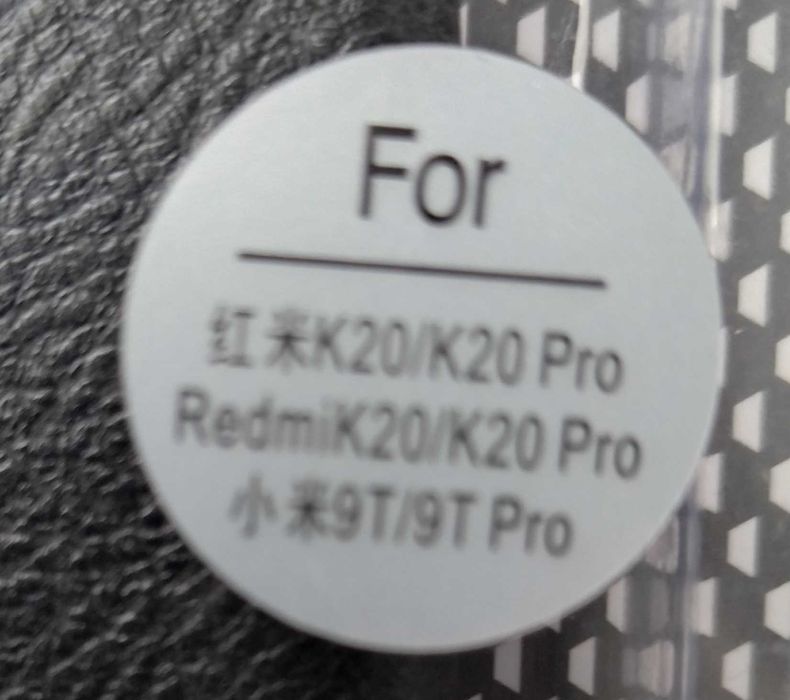 For
红米K20/K20 Pro
RedmiK20/K20 Pro
小米9T/9T Pro